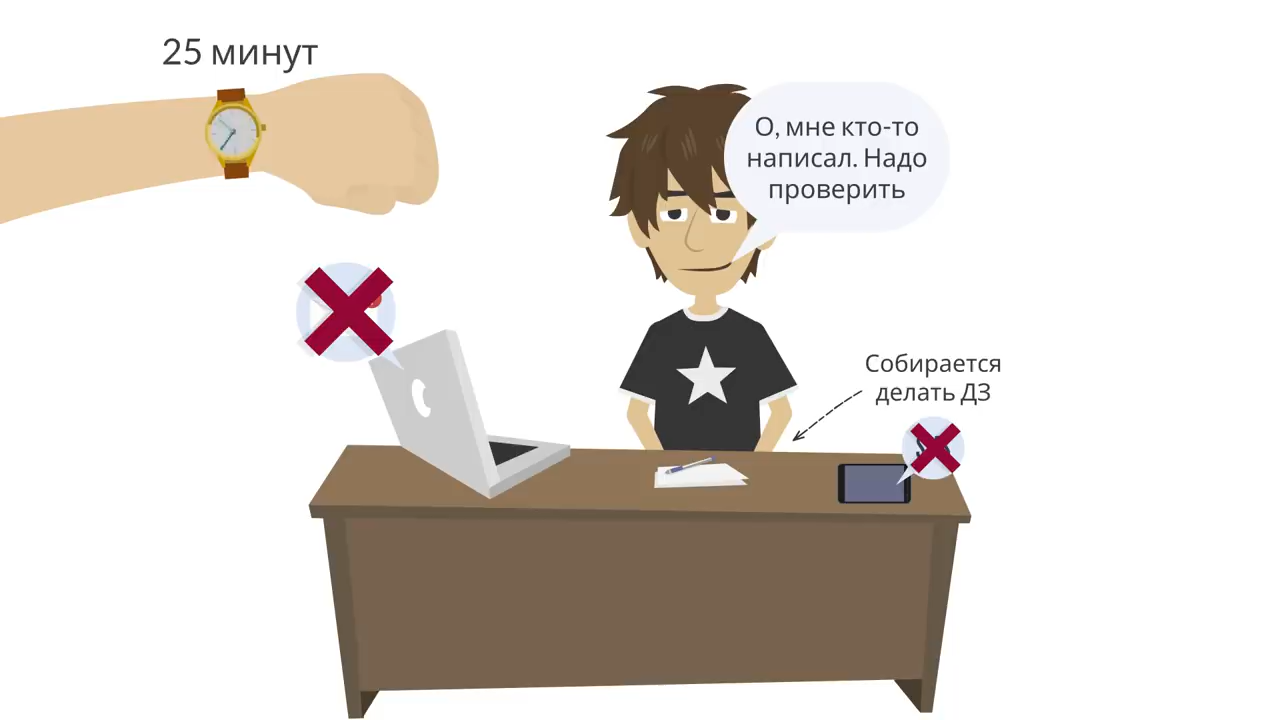 25 минут
О, мне кто-то
написал. Надо
проверить
Собирается
делать ДЗ